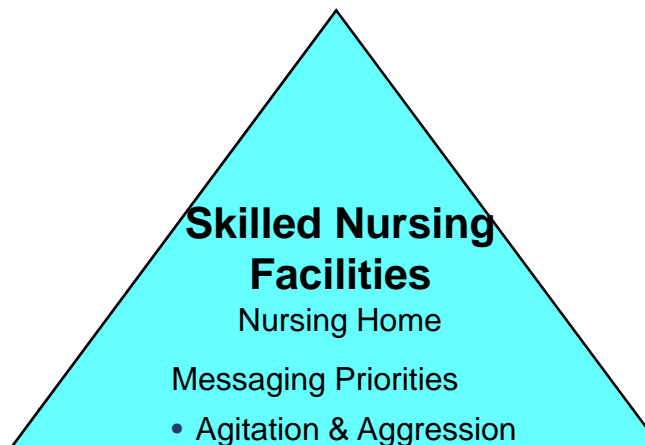 Skilled Nursing
Facilities
Nursing Home
Messaging Priorities
• Agitation & Aggression